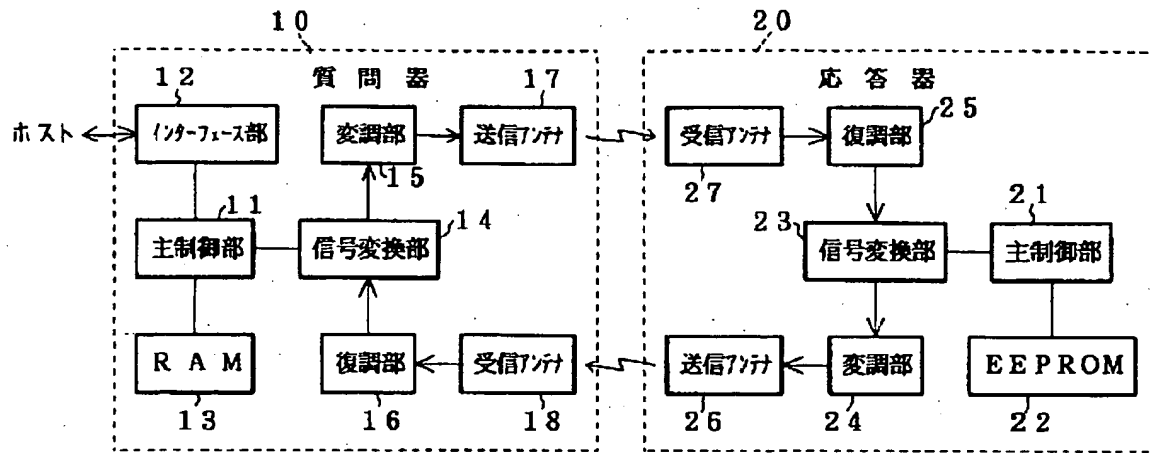 10
20
12
質問器
17
応答器
25
ホスト
インターフェース部
変調部
送信アンテナ
受信アンテナ
復調部
15
27
11
14
23
21
主制御部
信号変換部
信号変換部
主制御部
RAM
復調部
受信アンテナ
送信アンテナ
変調部
EEPROM
13
16
18
26
24
22